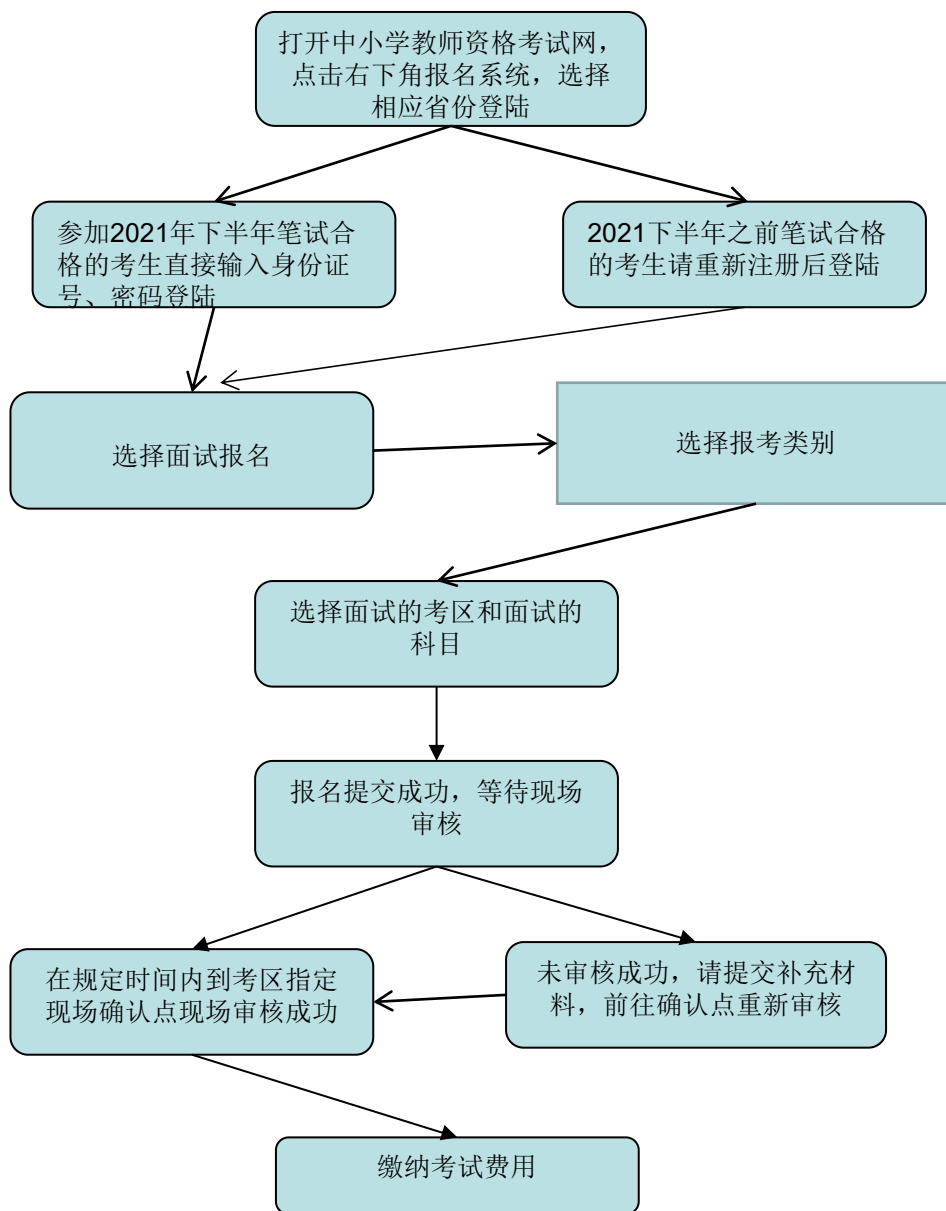 打开中小学教师资格考试网，
点击右下角报名系统，选择
相应省份登陆
参加2021年下半年笔试合
格的考生直接输入身份证
号、密码登陆
2021下半年之前笔试合格
的考生请重新注册后登陆
选择面试报名
选择报考类别
选择面试的考区和面试的
科目
报名提交成功，等待现场
审核
在规定时间内到考区指定
现场确认点现场审核成功
未审核成功，请提交补充材
料，前往确认点重新审核
缴纳考试费用